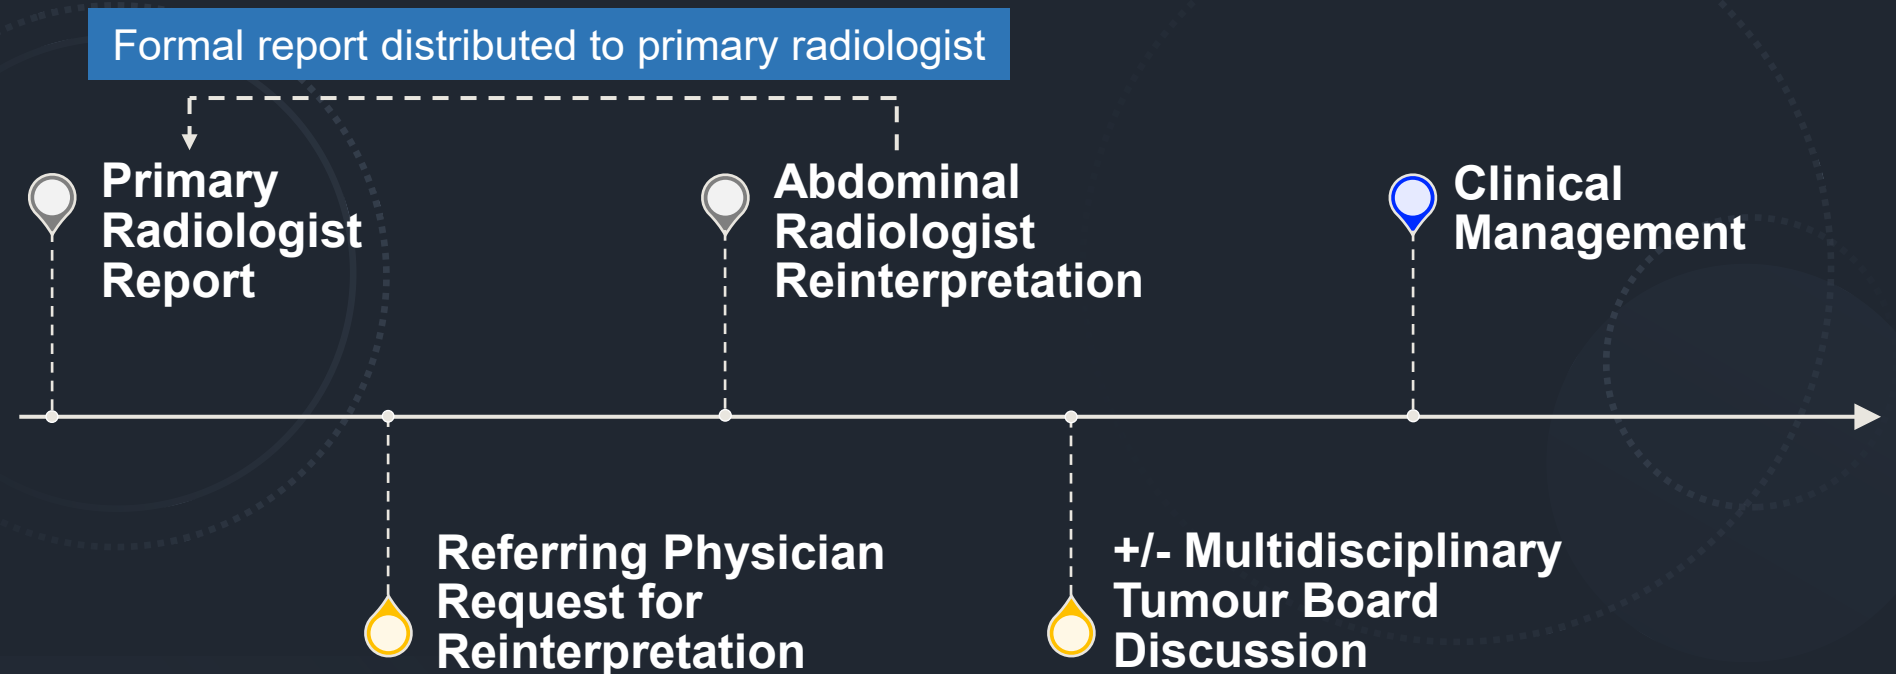 Formal report distributed to primary radiologist
Primary
Radiologist
Report
Abdominal
Radiologist
Reinterpretation
Clinical
Management
Referring Physician
Request for
Reinterpretation
+/- Multidisciplinary
Tumour Board
Discussion